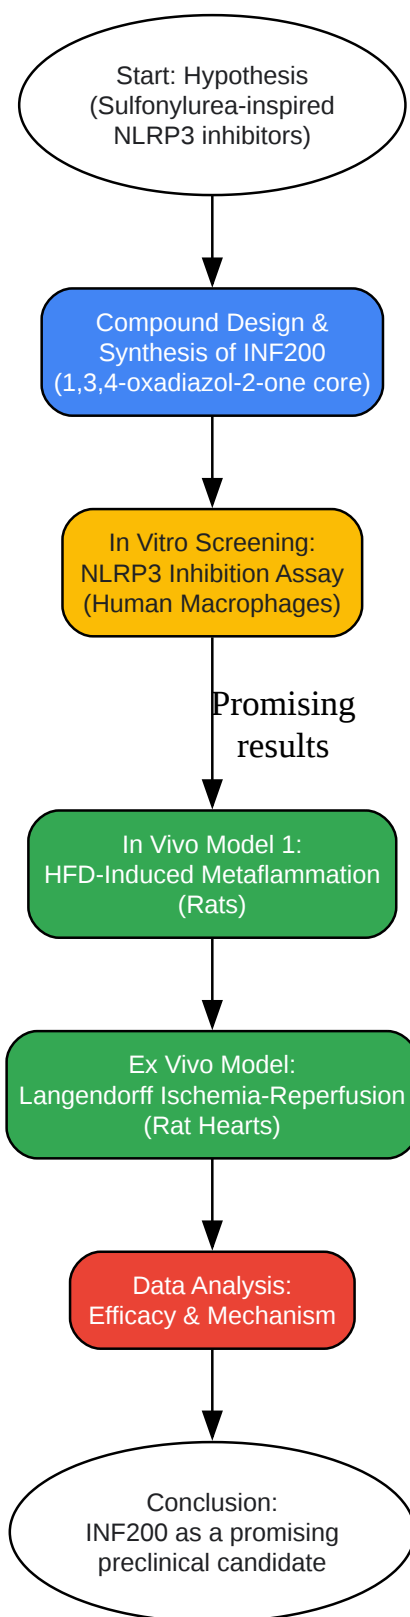 Start: Hypothesis
(Sulfonylurea-inspired
NLRP3 inhibitors)
Compound Design &
Synthesis of INF200
(1,3,4-oxadiazol-2-one core)
In Vitro Screening:
NLRP3 Inhibition Assay
(Human Macrophages)
Promising
results
In Vivo Model 1:
HFD-Induced Metaflammation
(Rats)
Ex Vivo Model:
Langendorff Ischemia-Reperfusion
(Rat Hearts)
Data Analysis:
Efficacy & Mechanism
Conclusion:
INF200 as a promising
preclinical candidate